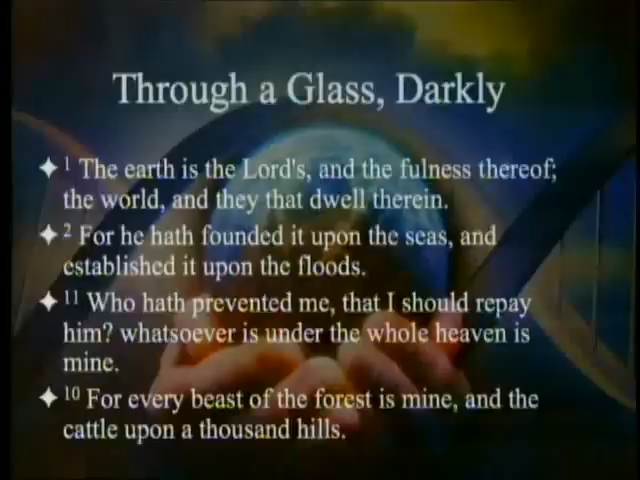 Through a Glass, Darkly
✦ 1 The earth is the Lord's, and the fulness thereof;
the world, and they that dwell therein.
✦ 2 For he hath founded it upon the seas, and
established it upon the floods.
✦ 11 Who hath prevented me, that I should repay
him? whatsoever is under the whole heaven is
mine.
✦ 10 For every beast of the forest is mine, and the
cattle upon a thousand hills.